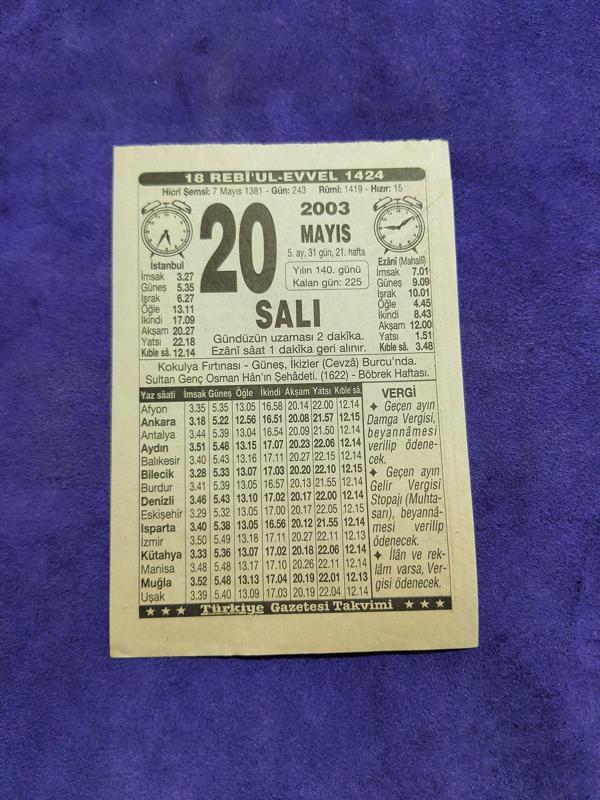 18 REBİ'UL-EVVEL 1424
Hicrî Şemsî: 7 Mayıs 1381 - Gün: 243 Rûmî: 1419 - Hızır: 15
20
2003
MAYIS
5. ay, 31 gün, 21. hafta
Yılın 140. günü
Kalan gün: 225
SALI
Gündüzün uzaması 2 dakîka.
Ezânî sâat 1 dakîka geri alınır.
İstanbul
İmsak 3.27
Güneş 5.35
İşrak 6.27
Öğle 13.11
İkindi 17.09
Akşam 20.27
Yatsı 22.18
Kıble sâ. 12.14
Ezânî (Mahallî)
İmsak 7.01
Güneş 9.09
İşrak 10.01
Öğle 4.45
İkindi 8.43
Akşam 12.00
Yatsı 1.51
Kıble sâ. 3.48
Kokulya Fırtınası - Güneş, İkizler (Cevzâ) Burcu'nda.
Sultan Genç Osman Hân'ın Şehâdeti. (1622) - Böbrek Haftası.
Yaz sâati İmsak Güneş Öğle İkindi Akşam Yatsı Kıble sâ.
Afyon 3.35 5.35 13.05 16.58 20.14 22.00 12.14
Ankara 3.18 5.22 12.56 16.51 20.08 21.57 12.15
Antalya 3.44 5.39 13.04 16.54 20.09 21.50 12.14
Aydın 3.51 5.48 13.15 17.07 20.23 22.06 12.14
Balıkesir 3.40 5.43 13.16 17.11 20.27 22.15 12.15
Bilecik 3.28 5.33 13.07 17.03 20.20 22.10 12.15
Burdur 3.41 5.39 13.05 16.57 20.13 21.55 12.14
Denizli 3.46 5.43 13.10 17.02 20.17 22.00 12.14
Eskişehir 3.29 5.32 13.05 17.00 20.17 22.05 12.15
Isparta 3.40 5.38 13.05 16.56 20.12 21.55 12.14
İzmir 3.50 5.49 13.18 17.11 20.27 22.11 12.13
Kütahya 3.33 5.36 13.07 17.02 20.18 22.06 12.14
Manisa 3.48 5.48 13.17 17.10 20.26 22.11 12.14
Muğla 3.52 5.48 13.13 17.04 20.19 22.01 12.13
Uşak 3.39 5.40 13.09 17.03 20.19 22.04 12.14
VERGİ
✦ Geçen ayın
Damga Vergisi,
beyannâmesi
verilip ödene-
cek.
✦ Geçen ayın
Gelir Vergisi
Stopajı (Muhta-
sarı), beyannâ-
mesi verilip
ödenecek.
✦ İlân ve rek-
lâm varsa, Ver-
gisi ödenecek.
★ ★ ★ Türkiye Gazetesi Takvimi ★ ★ ★